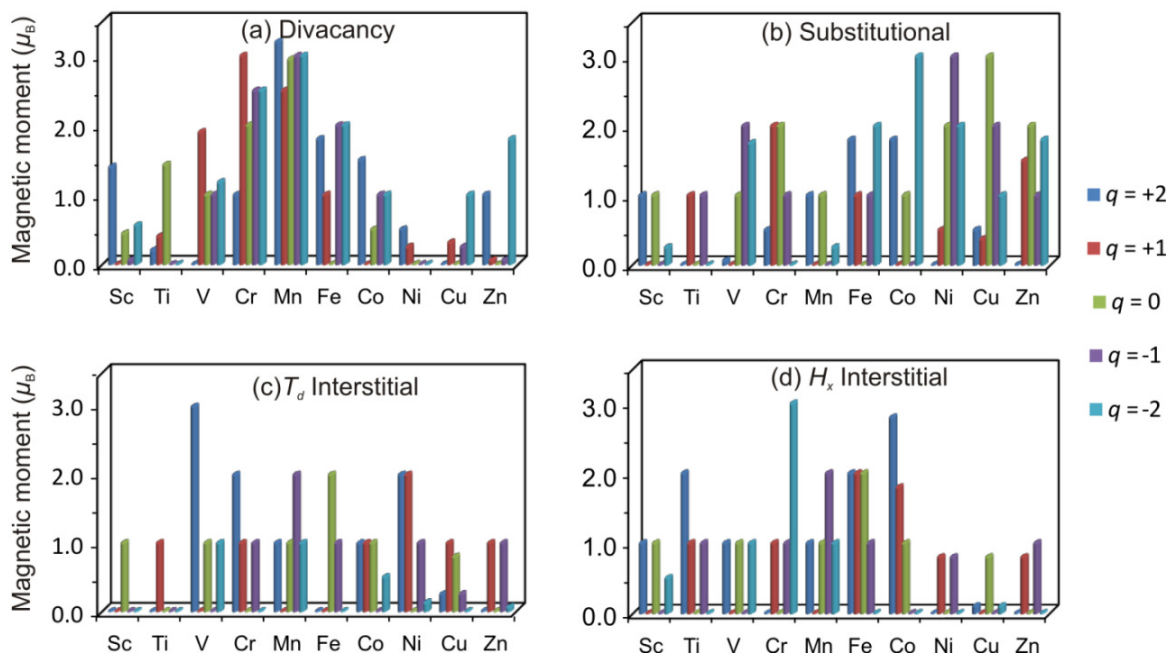 (a) Divacancy
Magnetic moment (μB)
3.0
2.0
1.0
0.0
Sc Ti V Cr Mn Fe Co Ni Cu Zn
(b) Substitutional
3.0
2.0
1.0
0.0
Sc Ti V Cr Mn Fe Co Ni Cu Zn
(c) Td Interstitial
Magnetic moment (μB)
3.0
2.0
1.0
0.0
Sc Ti V Cr Mn Fe Co Ni Cu Zn
(d) Hx Interstitial
3.0
2.0
1.0
0.0
Sc Ti V Cr Mn Fe Co Ni Cu Zn
q = +2
q = +1
q = 0
q = -1
q = -2